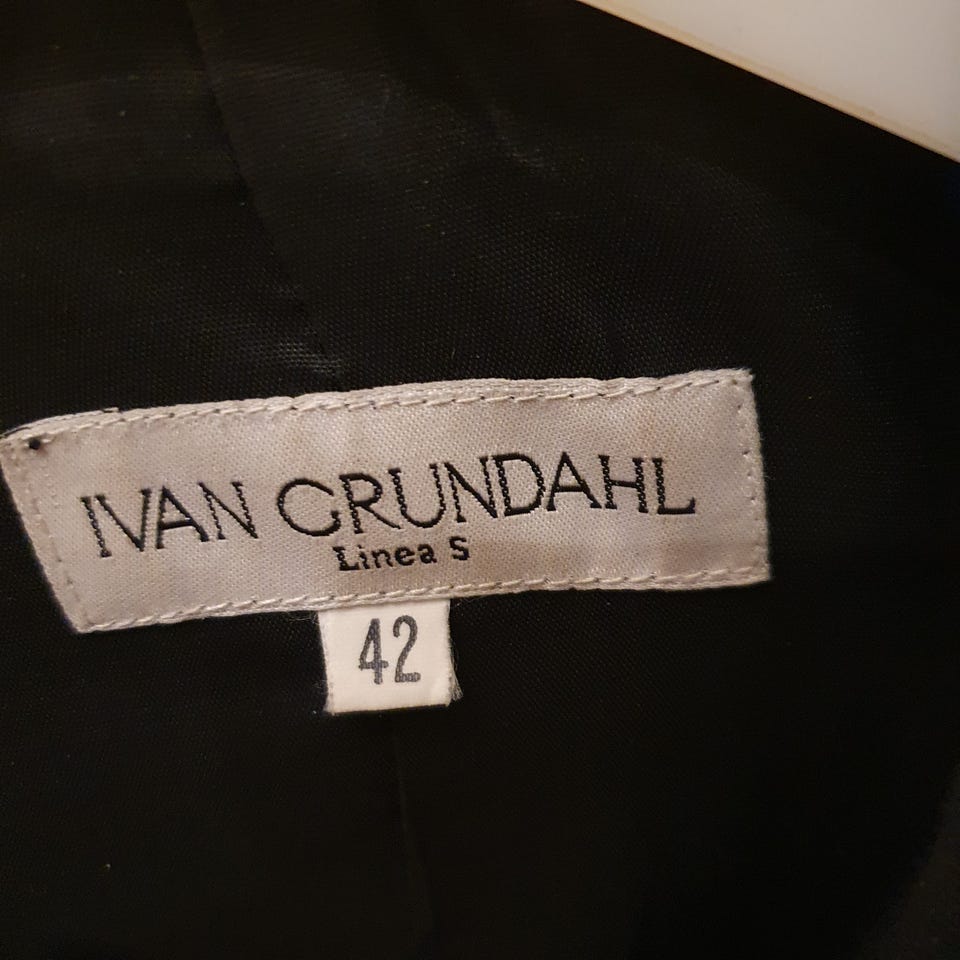 IVAN GRUNDAHL
Linea S
42